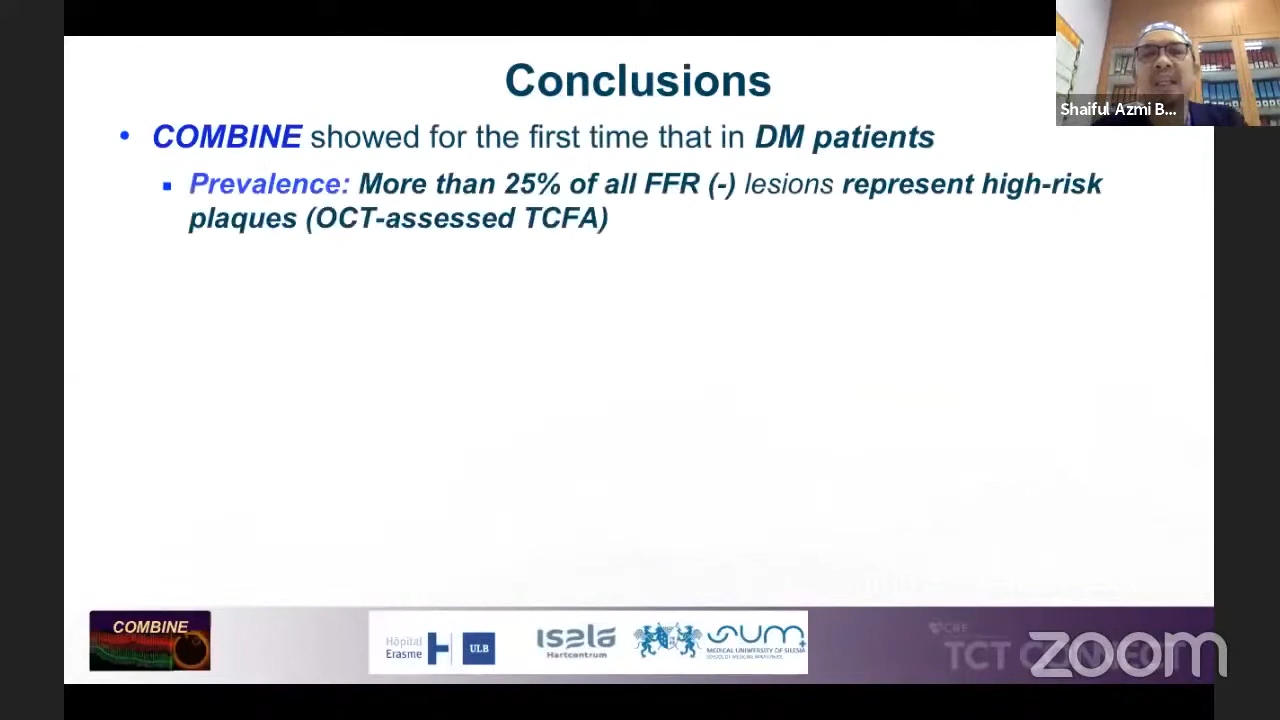 Conclusions
• COMBINE showed for the first time that in DM patients
▪ Prevalence: More than 25% of all FFR (-) lesions represent high-risk
plaques (OCT-assessed TCFA)
Shaiful Azmi B...
COMBINE
Hôpital
Erasme
ULB
isala
Hartcentrum
SUM
MEDICAL UNIVERSITY OF SILESIA
CRF
TCT CONNECT
zoom